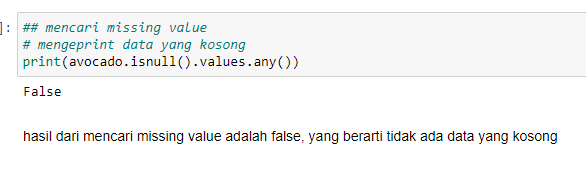 ]: ## mencari missing value
# mengeprint data yang kosong
print(avocado.isnull().values.any())
False
hasil dari mencari missing value adalah false, yang berarti tidak ada data yang kosong